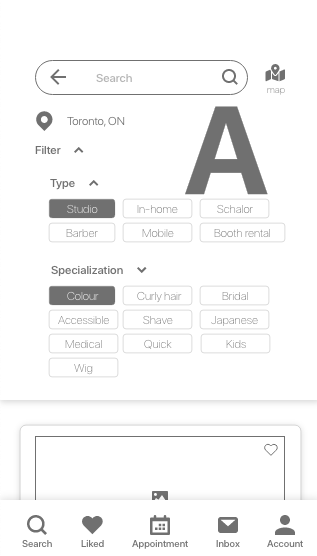 Search
map
Toronto, ON
A
Filter
Type
Studio In-home Schalor
Barber Mobile Booth rental
Specialization
Colour Curly hair Bridal
Accessible Shave Japanese
Medical Quick Kids
Wig
Search Liked Appointment Inbox Account